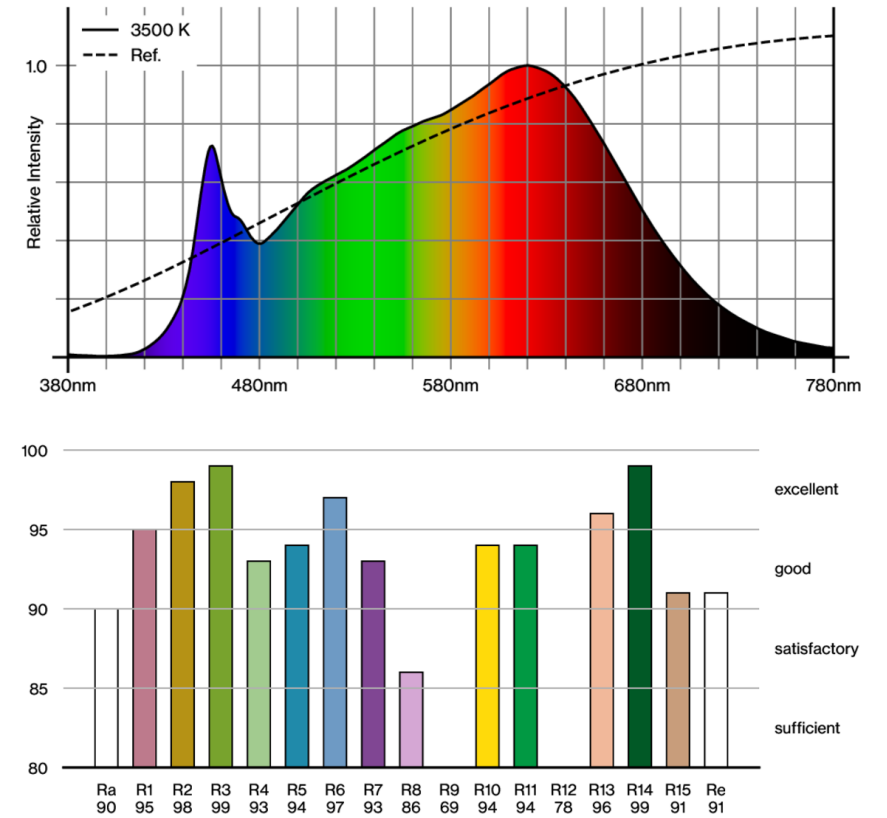 3500 K
Ref.
1.0
Relative Intensity
380nm 480nm 580nm 680nm 780nm
100
excellent
95
good
90
satisfactory
85
sufficient
80
Ra R1 R2 R3 R4 R5 R6 R7 R8 R9 R10 R11 R12 R13 R14 R15 Re
90 95 98 99 93 94 97 93 86 69 94 94 78 96 99 91 91